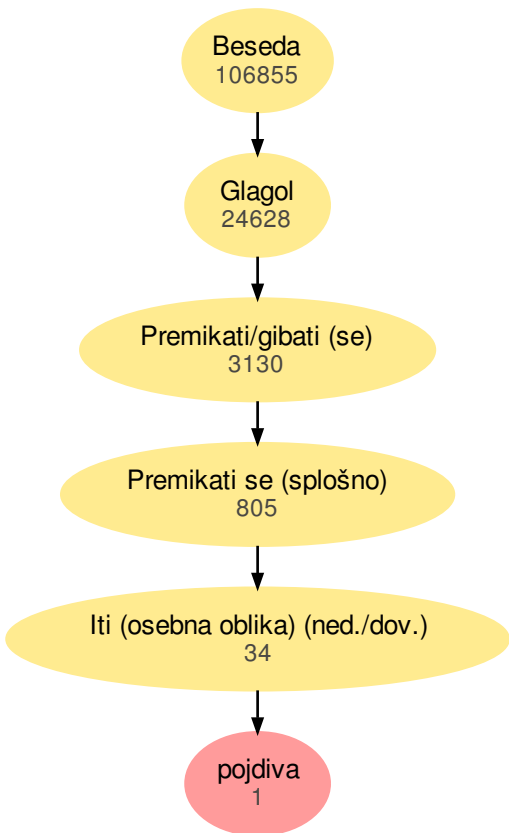 Beseda
106855
Glagol
24628
Premikati/gibati (se)
3130
Premikati se (splošno)
805
Iti (osebna oblika) (ned./dov.)
34
pojdiva
1